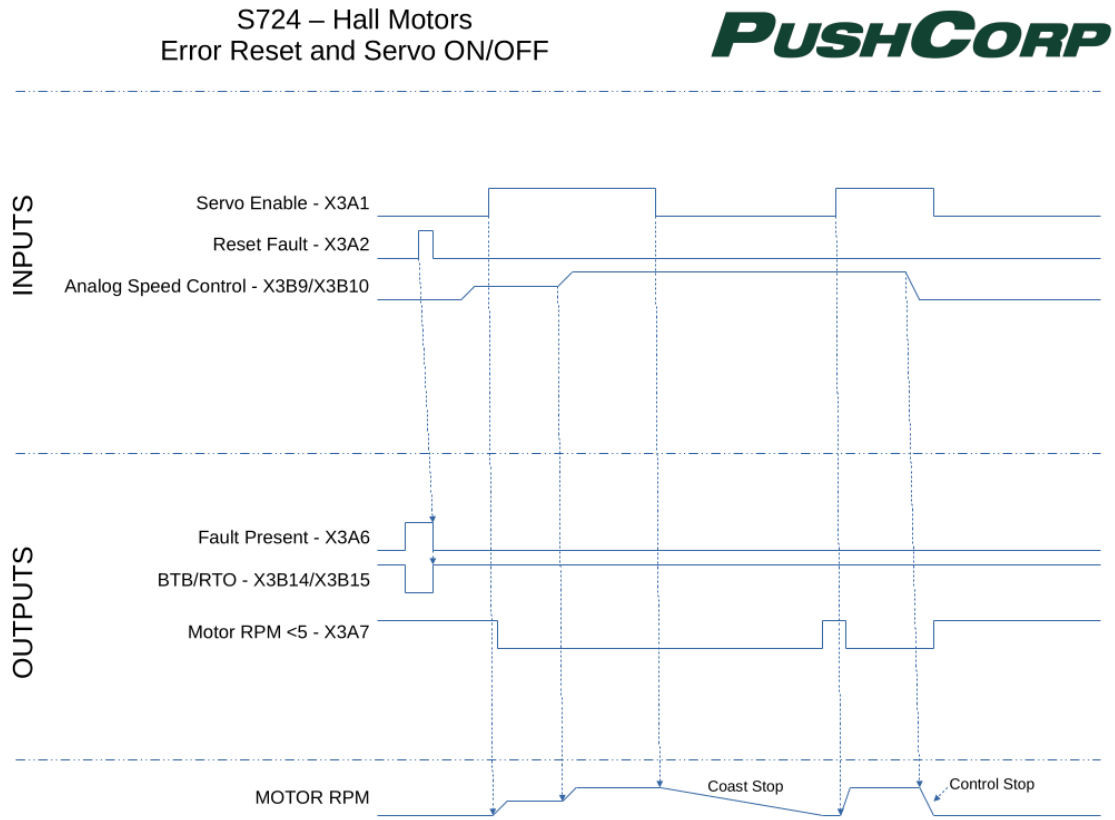 S724 – Hall Motors
Error Reset and Servo ON/OFF
PUSHCORP
INPUTS
Servo Enable - X3A1
Reset Fault - X3A2
Analog Speed Control - X3B9/X3B10
OUTPUTS
Fault Present - X3A6
BTB/RTO - X3B14/X3B15
Motor RPM <5 - X3A7
MOTOR RPM
Coast Stop
Control Stop